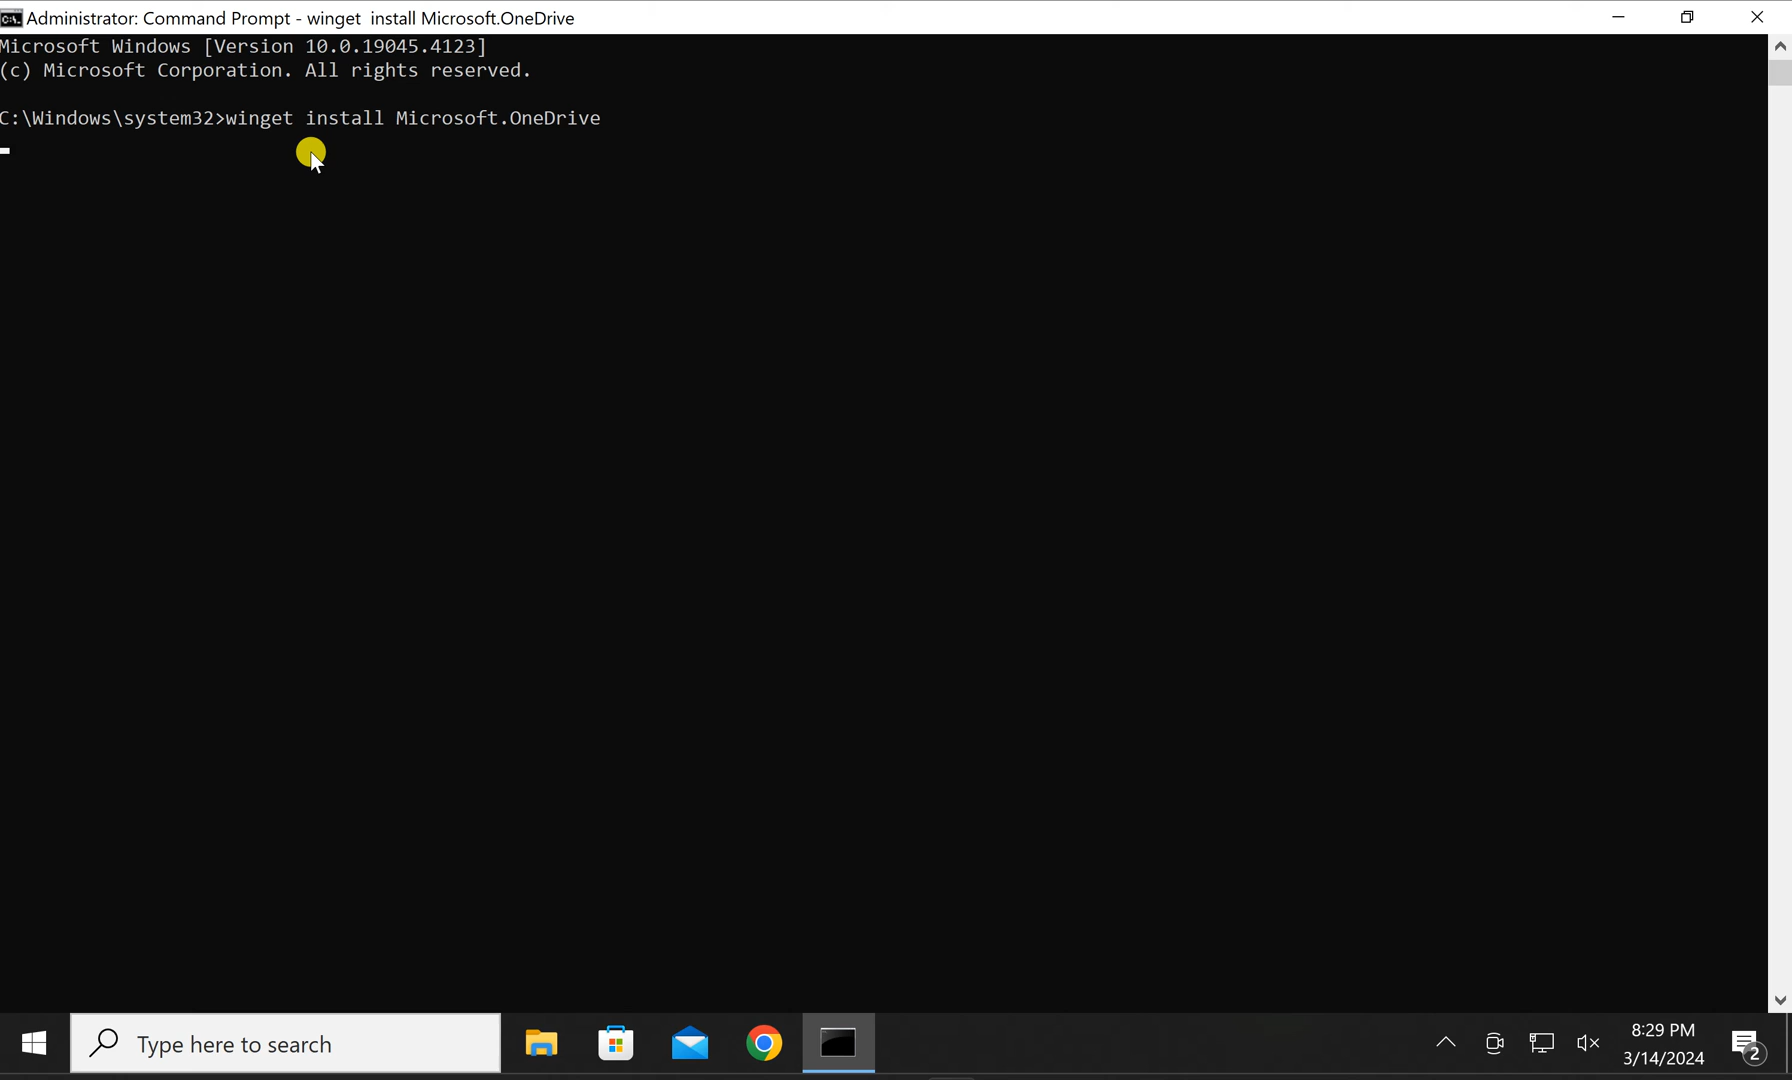 Administrator: Command Prompt - winget  install Microsoft.OneDrive
Microsoft Windows [Version 10.0.19045.4123]
(c) Microsoft Corporation. All rights reserved.
C:\Windows\system32>winget install Microsoft.OneDrive
Type here to search
8:29 PM
3/14/2024
2